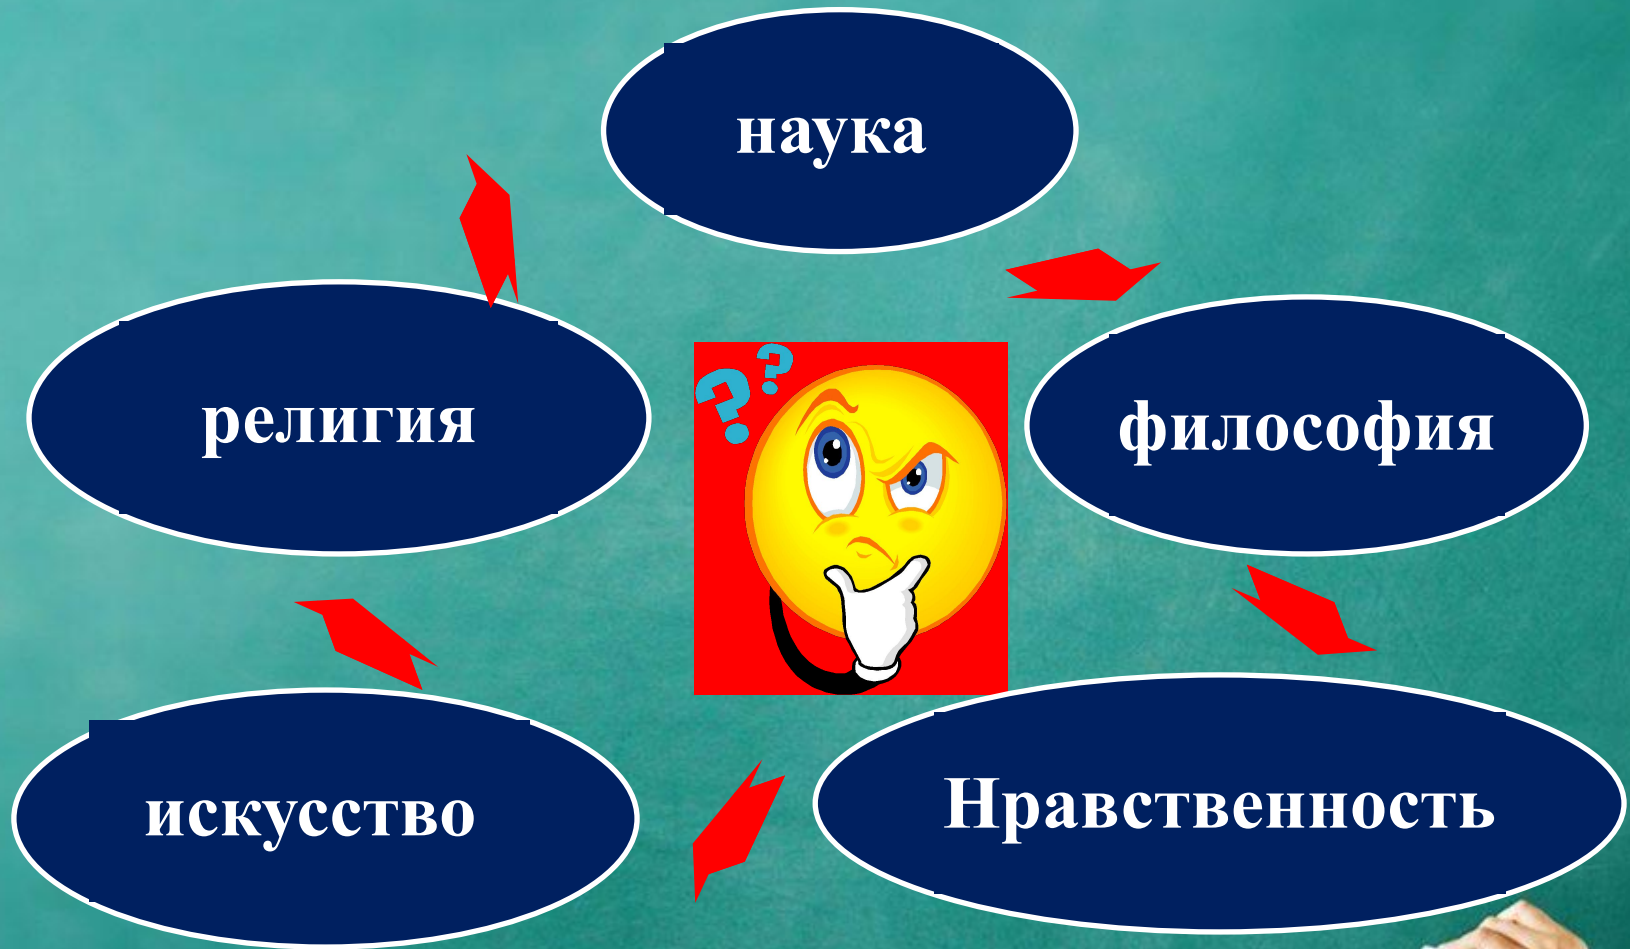 наука
религия
философия
искусство
Нравственность
??